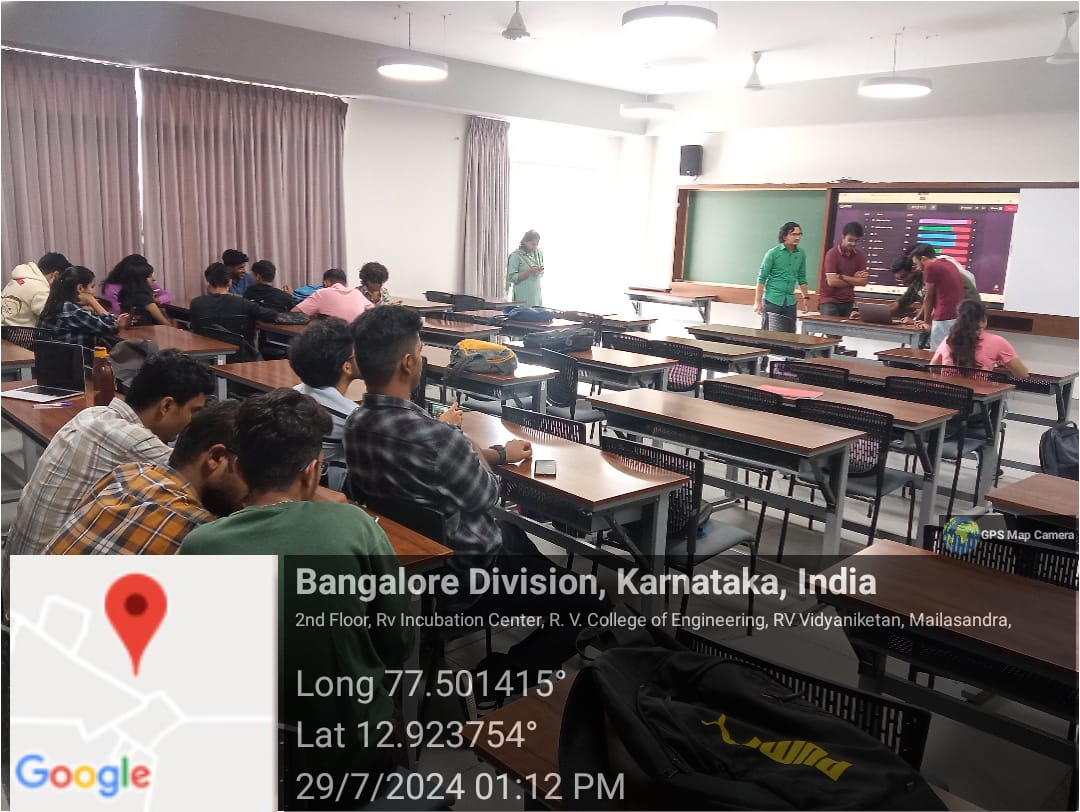 GPS Map Camera
Bangalore Division, Karnataka, India
2nd Floor, Rv Incubation Center, R. V. College of Engineering, RV Vidyaniketan, Mailasandra,
Long 77.501415°
Lat 12.923754°
29/7/2024 01:12 PM
Google
PUMA